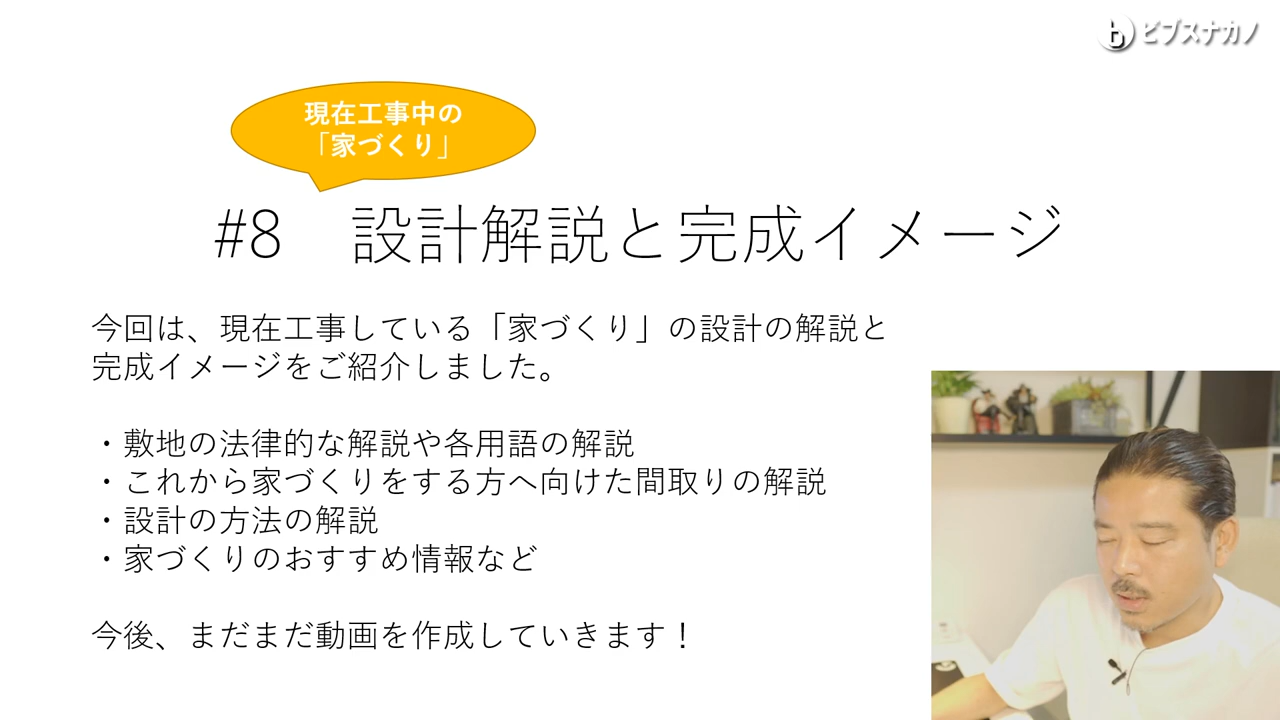 ビブスナカノ
現在工事中の
「家づくり」
#8　設計解説と完成イメージ
今回は、現在工事している「家づくり」の設計の解説と
完成イメージをご紹介しました。
・敷地の法律的な解説や各用語の解説
・これから家づくりをする方へ向けた間取りの解説
・設計の方法の解説
・家づくりのおすすめ情報など
今後、まだまだ動画を作成していきます！